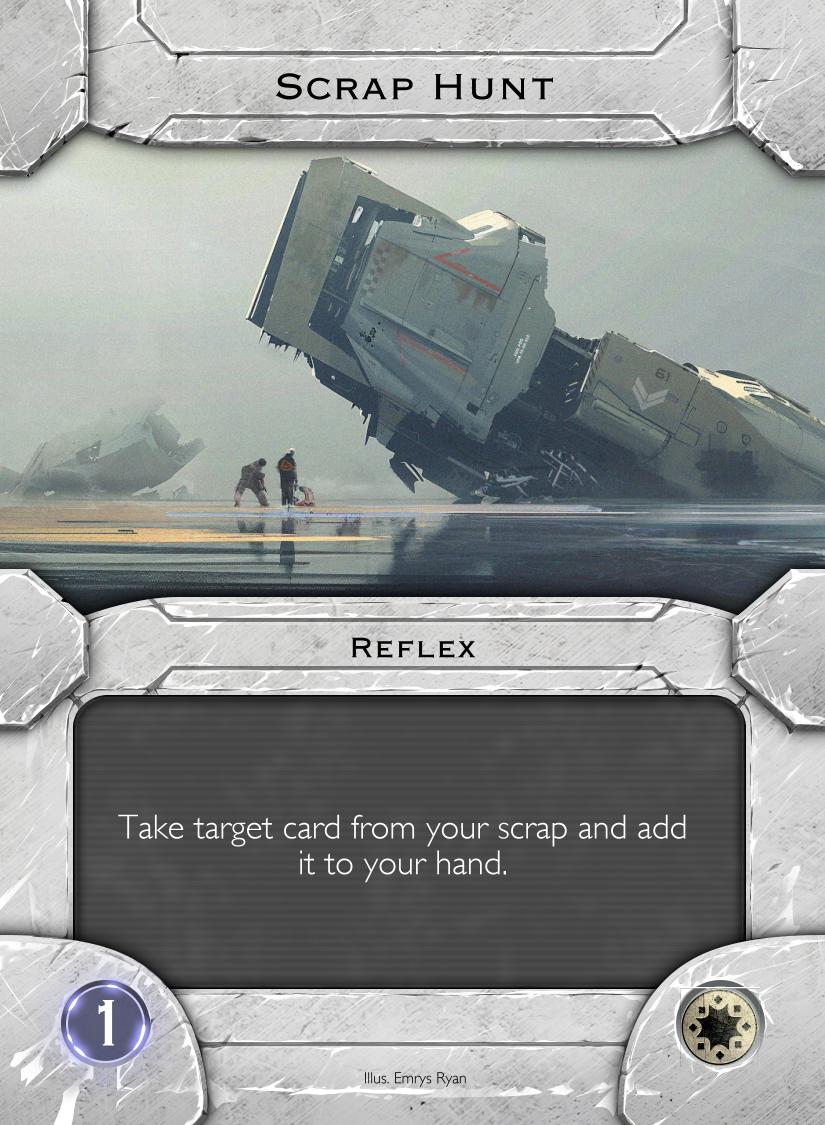 Scrap Hunt
61
Reflex
Take target card from your scrap and add
it to your hand.
1
Illus. Emrys Ryan